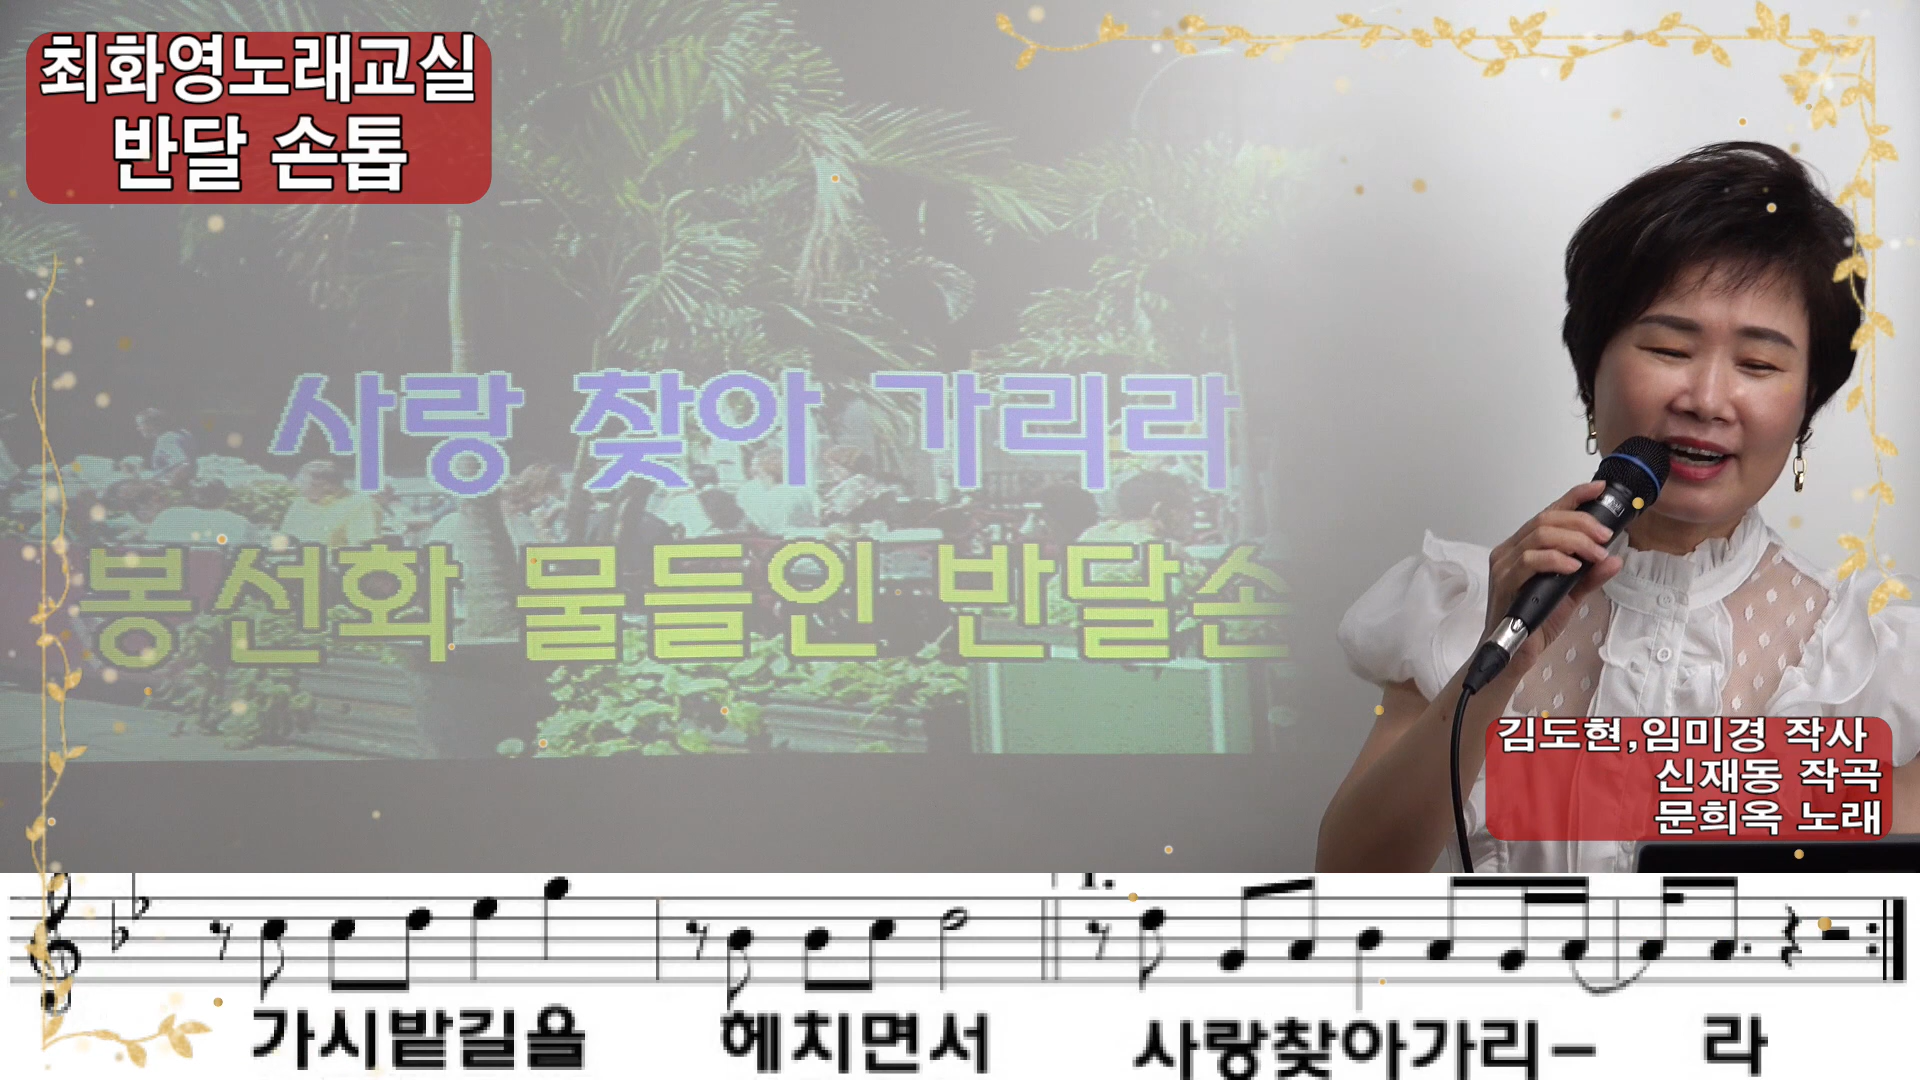 최화영노래교실
반달 손톱
사랑 찾아 가리라
봉선화 물들인 반달손
김도현,임미경 작사
신재동 작곡
문희옥 노래
1.
가시밭길을 헤치면서 사랑찾아가리- 라